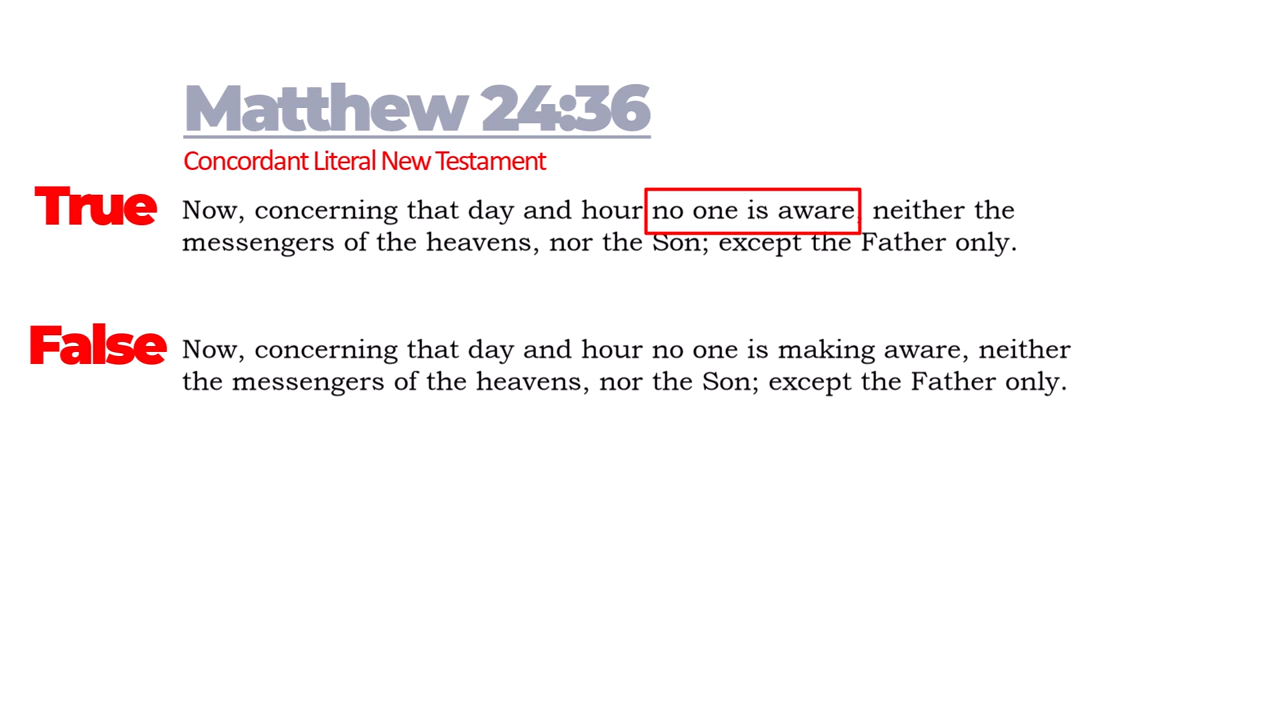 Matthew 24:36
Concordant Literal New Testament
True
Now, concerning that day and hour no one is aware, neither the
messengers of the heavens, nor the Son; except the Father only.
False
Now, concerning that day and hour no one is making aware, neither
the messengers of the heavens, nor the Son; except the Father only.